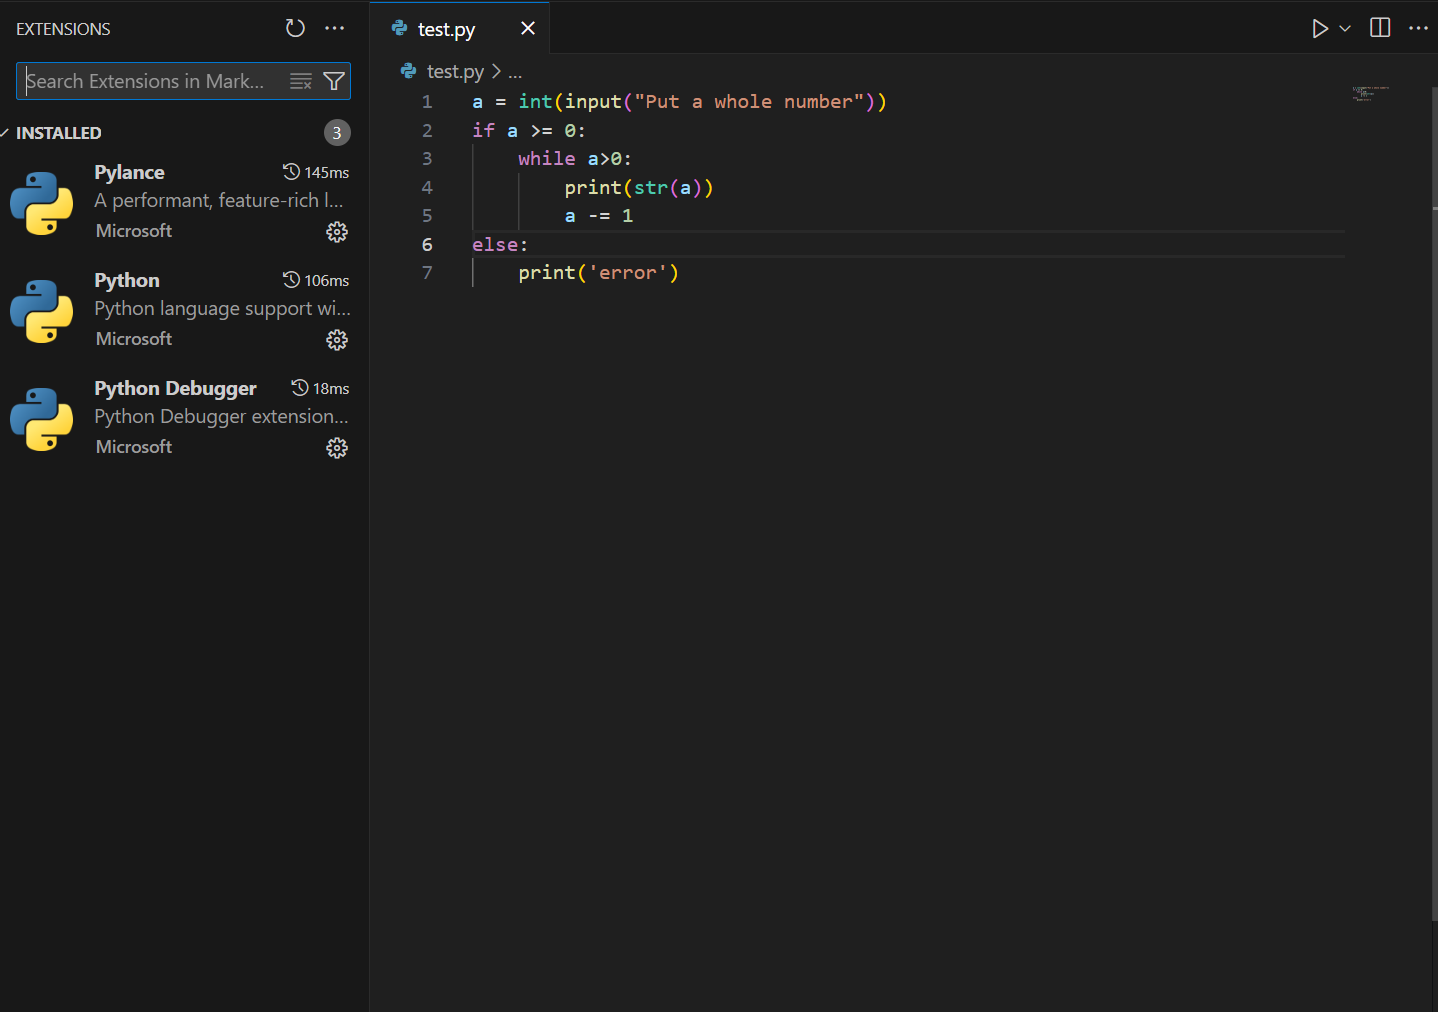 EXTENSIONS
Search Extensions in Mark...
INSTALLED 3
Pylance 145ms
A performant, feature-rich l...
Microsoft
Python 106ms
Python language support wi...
Microsoft
Python Debugger 18ms
Python Debugger extension...
Microsoft
test.py
test.py > ...
1 a = int(input("Put a whole number"))
2 if a >= 0:
3     while a>0:
4         print(str(a))
5         a -= 1
6 else:
7     print('error')